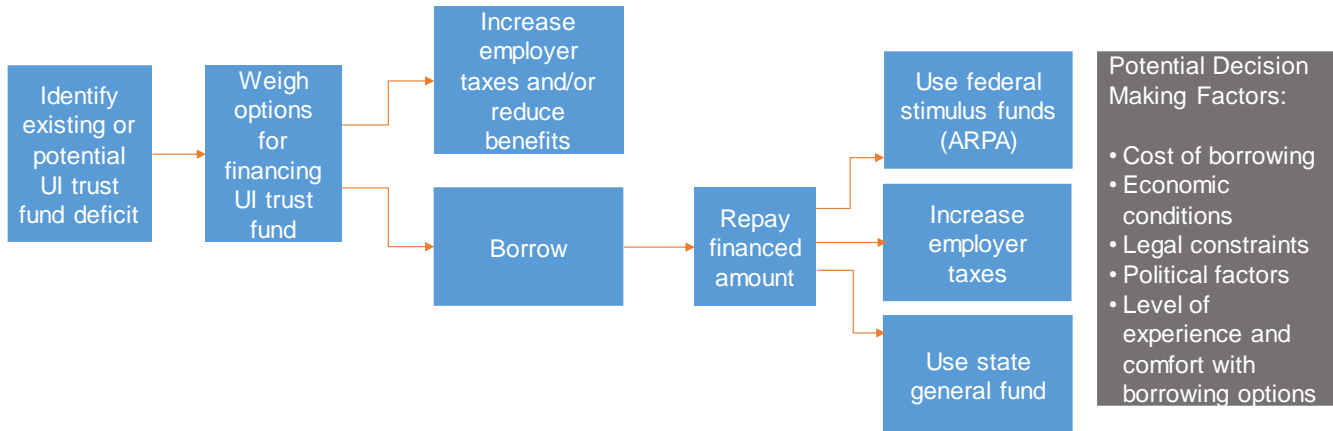 Identify
existing or
potential
UI trust
fund deficit
Weigh
options
for
financing
UI trust
fund
Increase
employer
taxes and/or
reduce
benefits
Borrow
Repay
financed
amount
Use federal
stimulus funds
(ARPA)
Increase
employer
taxes
Use state
general fund
Potential Decision
Making Factors:
• Cost of borrowing
• Economic
conditions
• Legal constraints
• Political factors
• Level of
experience and
comfort with
borrowing options